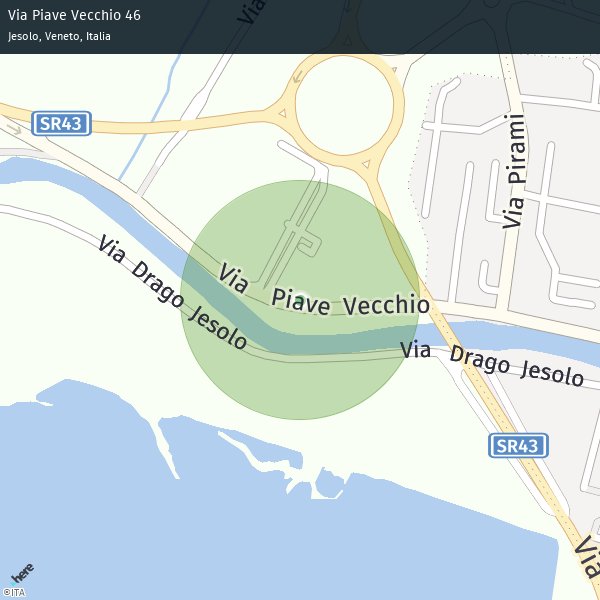 Via Piave Vecchio 46
Jesolo, Veneto, Italia
Via
SR43
Via Pirami
Via Drago Jesolo
Via Piave Vecchio
Via Drago Jesolo
SR43
Via
here
©ITA